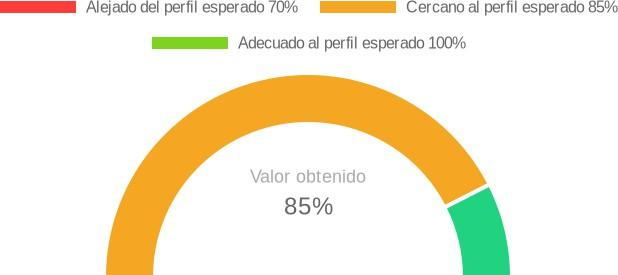 Alejado del perfil esperado 70% Cercano al perfil esperado 85%
Adecuado al perfil esperado 100%
Valor obtenido
85%